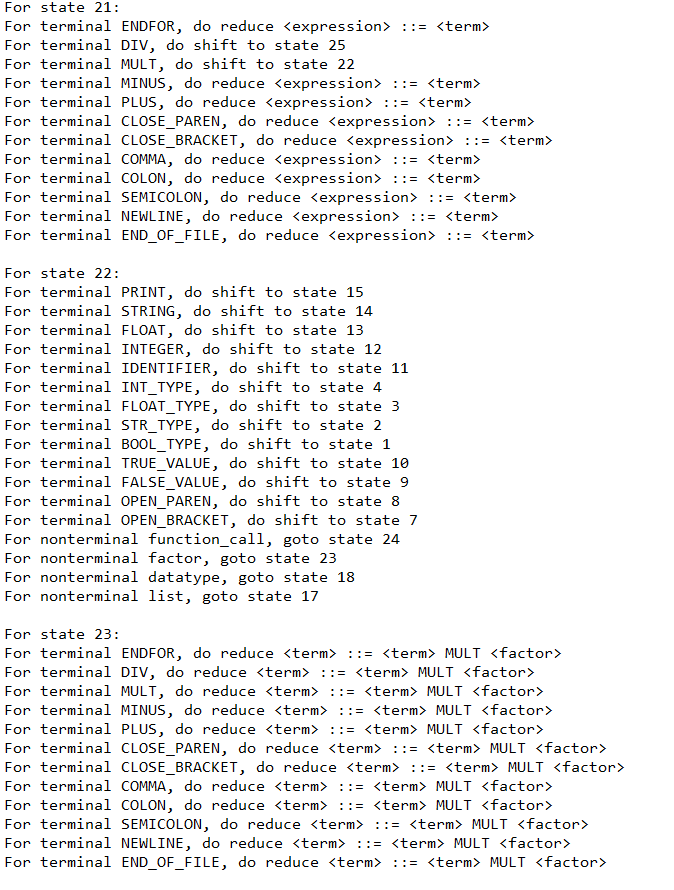 For state 21:
For terminal ENDFOR, do reduce <expression> ::= <term>
For terminal DIV, do shift to state 25
For terminal MULT, do shift to state 22
For terminal MINUS, do reduce <expression> ::= <term>
For terminal PLUS, do reduce <expression> ::= <term>
For terminal CLOSE_PAREN, do reduce <expression> ::= <term>
For terminal CLOSE_BRACKET, do reduce <expression> ::= <term>
For terminal COMMA, do reduce <expression> ::= <term>
For terminal COLON, do reduce <expression> ::= <term>
For terminal SEMICOLON, do reduce <expression> ::= <term>
For terminal NEWLINE, do reduce <expression> ::= <term>
For terminal END_OF_FILE, do reduce <expression> ::= <term>

For state 22:
For terminal PRINT, do shift to state 15
For terminal STRING, do shift to state 14
For terminal FLOAT, do shift to state 13
For terminal INTEGER, do shift to state 12
For terminal IDENTIFIER, do shift to state 11
For terminal INT_TYPE, do shift to state 4
For terminal FLOAT_TYPE, do shift to state 3
For terminal STR_TYPE, do shift to state 2
For terminal BOOL_TYPE, do shift to state 1
For terminal TRUE_VALUE, do shift to state 10
For terminal FALSE_VALUE, do shift to state 9
For terminal OPEN_PAREN, do shift to state 8
For terminal OPEN_BRACKET, do shift to state 7
For nonterminal function_call, goto state 24
For nonterminal factor, goto state 23
For nonterminal datatype, goto state 18
For nonterminal list, goto state 17

For state 23:
For terminal ENDFOR, do reduce <term> ::= <term> MULT <factor>
For terminal DIV, do reduce <term> ::= <term> MULT <factor>
For terminal MULT, do reduce <term> ::= <term> MULT <factor>
For terminal MINUS, do reduce <term> ::= <term> MULT <factor>
For terminal PLUS, do reduce <term> ::= <term> MULT <factor>
For terminal CLOSE_PAREN, do reduce <term> ::= <term> MULT <factor>
For terminal CLOSE_BRACKET, do reduce <term> ::= <term> MULT <factor>
For terminal COMMA, do reduce <term> ::= <term> MULT <factor>
For terminal COLON, do reduce <term> ::= <term> MULT <factor>
For terminal SEMICOLON, do reduce <term> ::= <term> MULT <factor>
For terminal NEWLINE, do reduce <term> ::= <term> MULT <factor>
For terminal END_OF_FILE, do reduce <term> ::= <term> MULT <factor>